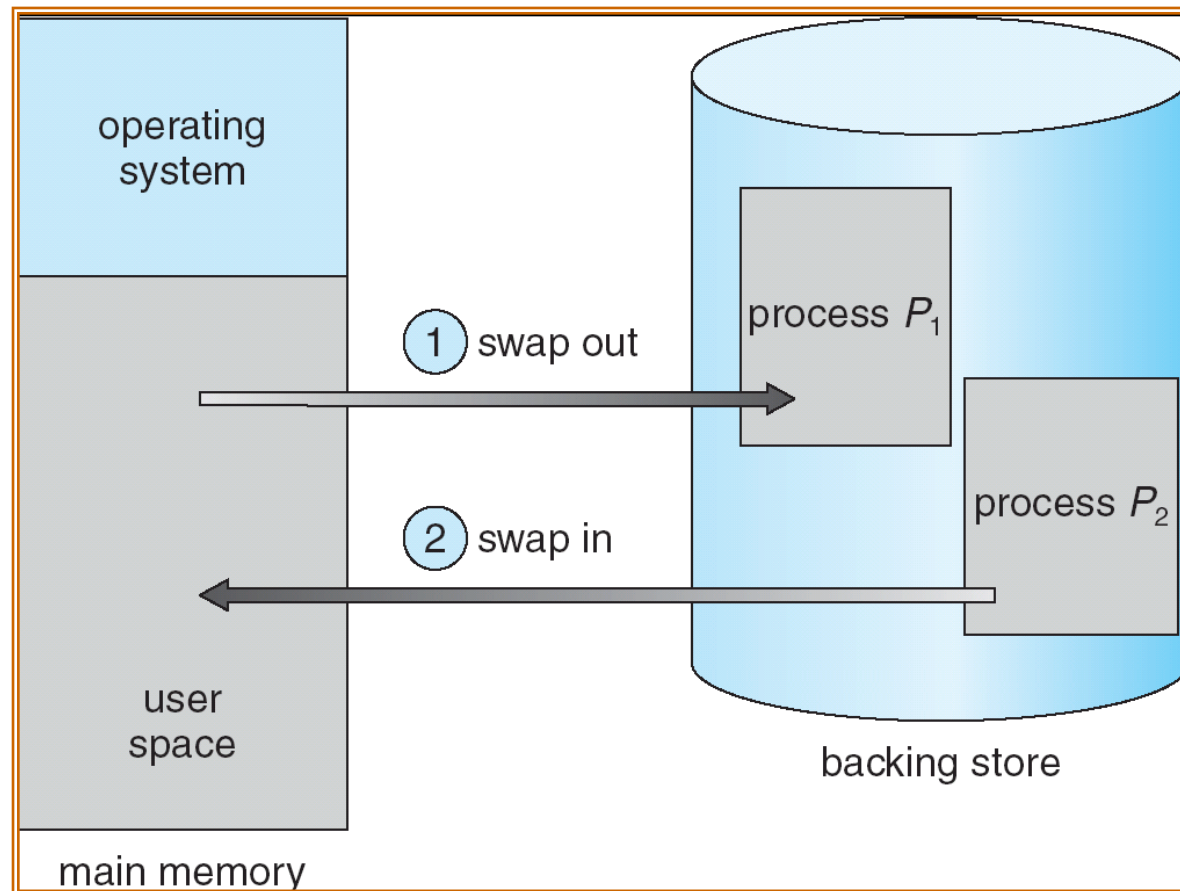 operating
system
1 swap out
process P₁
process P₂
2 swap in
user
space
backing store
main memory